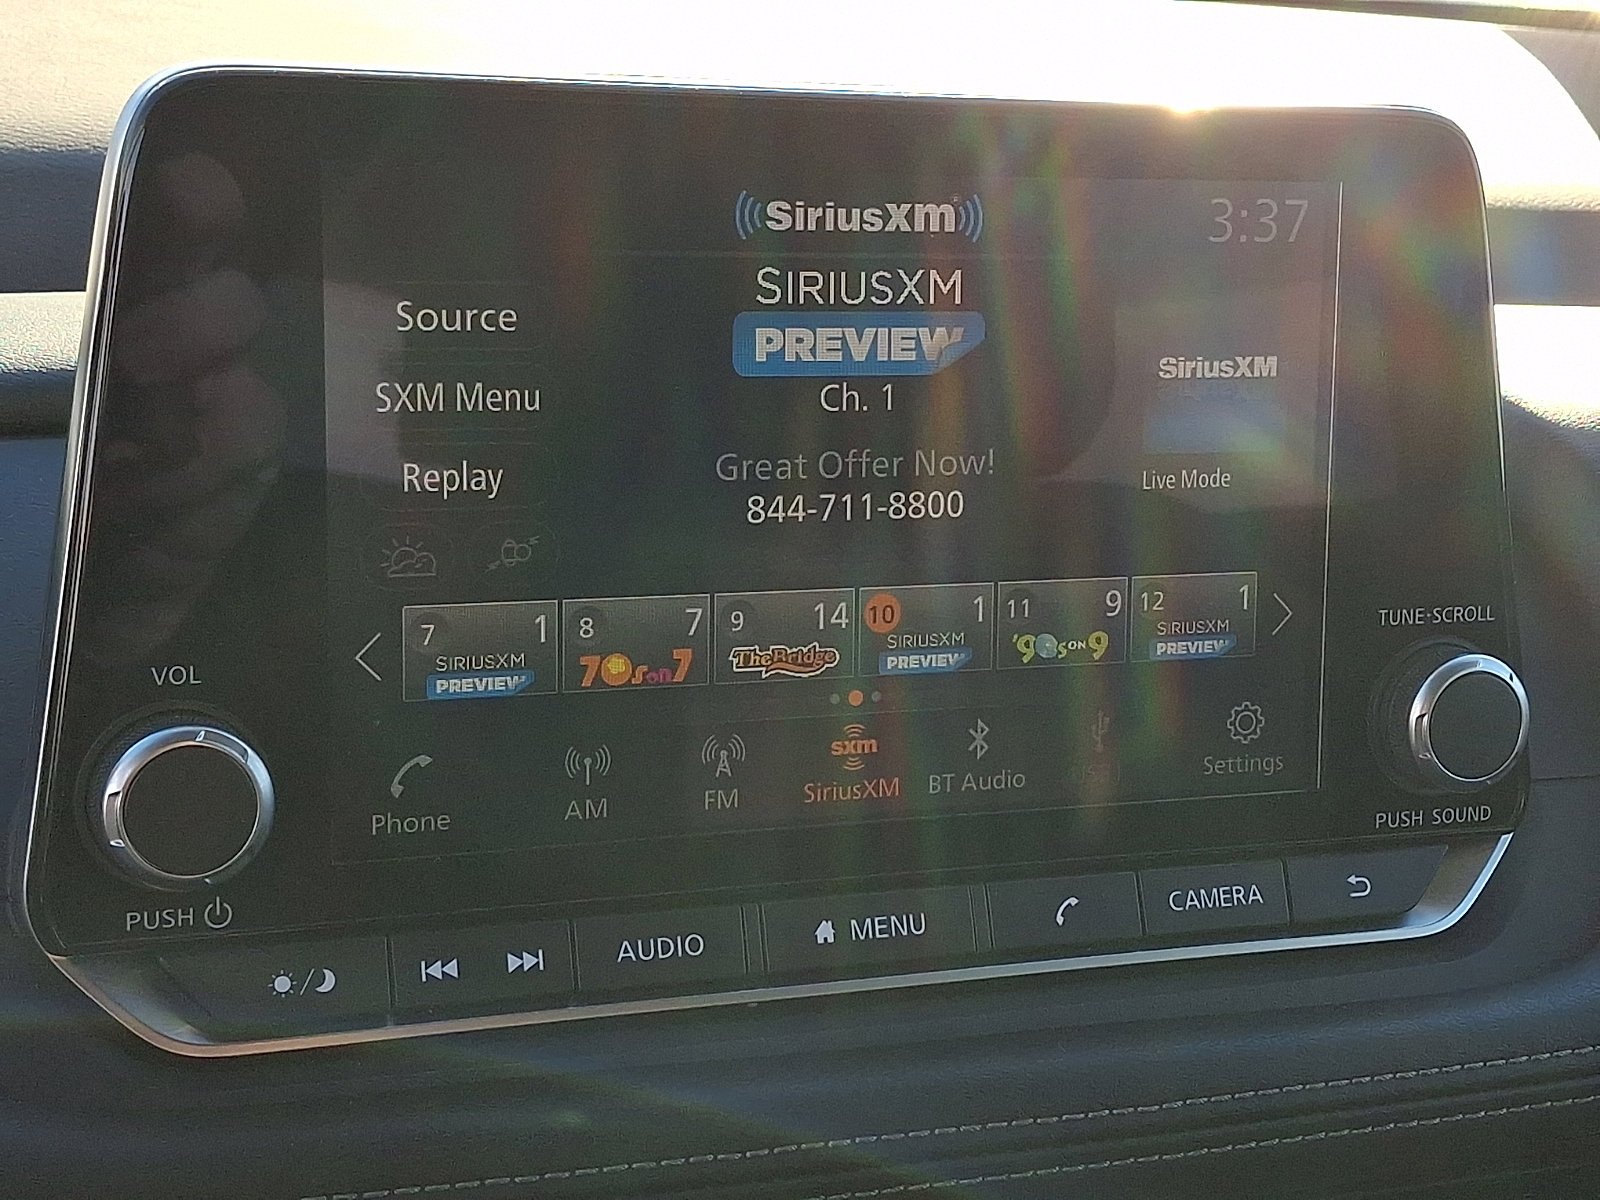 SiriusXm
3:37
SIRIUSXM
PREVIEW
Source
SiriusXM
SXM Menu
Ch. 1
Replay
Great Offer Now!
Live Mode
844-711-8800
7 1
SIRIUSXM
PREVIEW
8 7
70s on 7
9 14
The Bridge
10 1
SIRIUSXM
PREVIEW
11 9
'90s ON 9
12 1
SIRIUSXM
PREVIEW
TUNE·SCROLL
VOL
Phone
AM
FM
sxm
SiriusXM
BT Audio
Settings
PUSH SOUND
PUSH
AUDIO
MENU
CAMERA